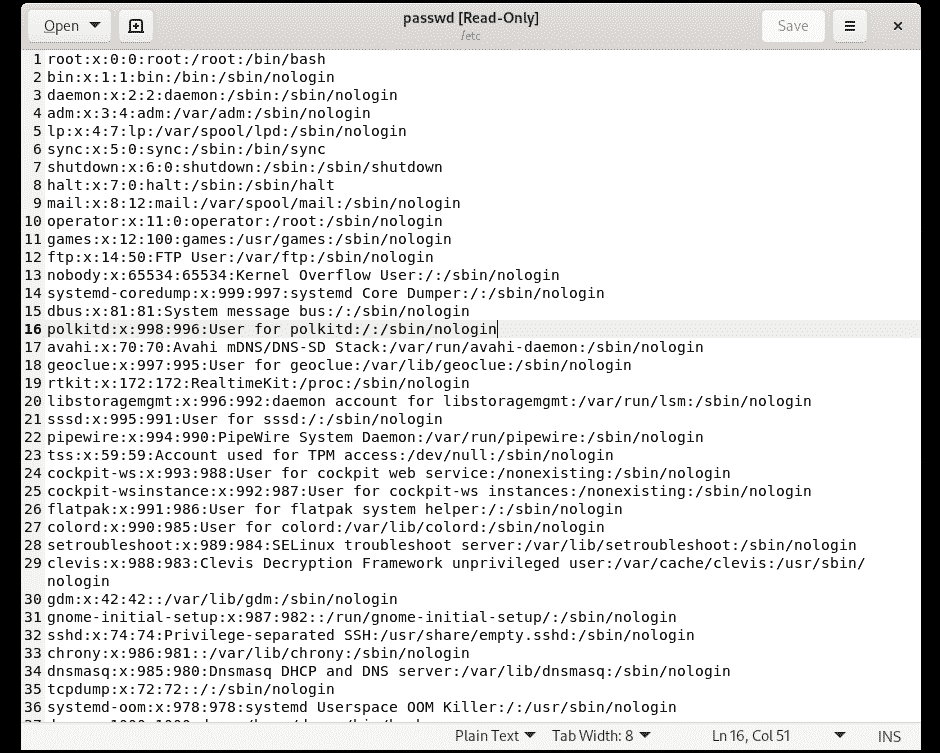 Open
passwd [Read-Only]
/etc
Save
1 root:x:0:0:root:/root:/bin/bash
2 bin:x:1:1:bin:/bin:/sbin/nologin
3 daemon:x:2:2:daemon:/sbin:/sbin/nologin
4 adm:x:3:4:adm:/var/adm:/sbin/nologin
5 lp:x:4:7:lp:/var/spool/lpd:/sbin/nologin
6 sync:x:5:0:sync:/sbin:/bin/sync
7 shutdown:x:6:0:shutdown:/sbin:/sbin/shutdown
8 halt:x:7:0:halt:/sbin:/sbin/halt
9 mail:x:8:12:mail:/var/spool/mail:/sbin/nologin
10 operator:x:11:0:operator:/root:/sbin/nologin
11 games:x:12:100:games:/usr/games:/sbin/nologin
12 ftp:x:14:50:FTP User:/var/ftp:/sbin/nologin
13 nobody:x:65534:65534:Kernel Overflow User:/:/sbin/nologin
14 systemd-coredump:x:999:997:systemd Core Dumper:/:/sbin/nologin
15 dbus:x:81:81:System message bus:/:/sbin/nologin
16 polkitd:x:998:996:User for polkitd:/:/sbin/nologin
17 avahi:x:70:70:Avahi mDNS/DNS-SD Stack:/var/run/avahi-daemon:/sbin/nologin
18 geoclue:x:997:995:User for geoclue:/var/lib/geoclue:/sbin/nologin
19 rtkit:x:172:172:RealtimeKit:/proc:/sbin/nologin
20 libstoragemgmt:x:996:992:daemon account for libstoragemgmt:/var/run/lsm:/sbin/nologin
21 sssd:x:995:991:User for sssd:/:/sbin/nologin
22 pipewire:x:994:990:PipeWire System Daemon:/var/run/pipewire:/sbin/nologin
23 tss:x:59:59:Account used for TPM access:/dev/null:/sbin/nologin
24 cockpit-ws:x:993:988:User for cockpit web service:/nonexisting:/sbin/nologin
25 cockpit-wsinstance:x:992:987:User for cockpit-ws instances:/nonexisting:/sbin/nologin
26 flatpak:x:991:986:User for flatpak system helper:/:/sbin/nologin
27 colord:x:990:985:User for colord:/var/lib/colord:/sbin/nologin
28 setroubleshoot:x:989:984:SELinux troubleshoot server:/var/lib/setroubleshoot:/sbin/nologin
29 clevis:x:988:983:Clevis Decryption Framework unprivileged user:/var/cache/clevis:/usr/sbin/
nologin
30 gdm:x:42:42::/var/lib/gdm:/sbin/nologin
31 gnome-initial-setup:x:987:982::/run/gnome-initial-setup/:/sbin/nologin
32 sshd:x:74:74:Privilege-separated SSH:/usr/share/empty.sshd:/sbin/nologin
33 chrony:x:986:981::/var/lib/chrony:/sbin/nologin
34 dnsmasq:x:985:980:Dnsmasq DHCP and DNS server:/var/lib/dnsmasq:/sbin/nologin
35 tcpdump:x:72:72::/:/sbin/nologin
36 systemd-oom:x:978:978:systemd Userspace OOM Killer:/:/usr/sbin/nologin
Plain Text
Tab Width: 8
Ln 16, Col 51
INS